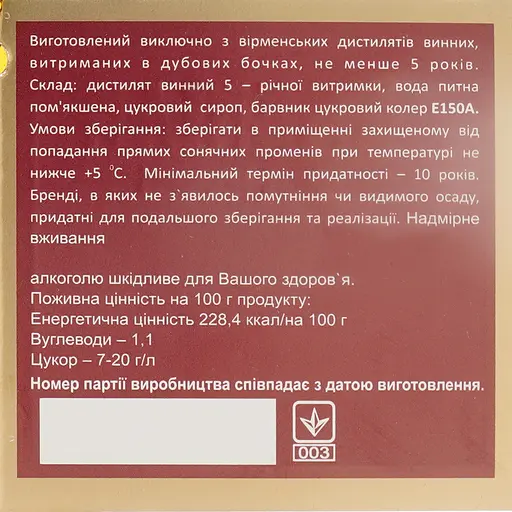 Виготовлений виключно з вірменських дистилятів винних,
витриманих в дубових бочках, не менше 5 років.
Склад: дистилят винний 5 – річної витримки, вода питна
пом'якшена, цукровий сироп, барвник цукровий колер Е150А.
Умови зберігання: зберігати в приміщенні захищеному від
попадання прямих сонячних променів при температурі не
нижче +5 °С. Мінімальний термін придатності – 10 років.
Бренді, в яких не з`явилось помутніння чи видимого осаду,
придатні для подальшого зберігання та реалізації. Надмірне
вживання
алкоголю шкідливе для Вашого здоров`я.
Поживна цінність на 100 г продукту:
Енергетична цінність 228,4 ккал/на 100 г
Вуглеводи – 1,1
Цукор – 7-20 г/л
Номер партії виробництва співпадає з датою виготовлення.
003